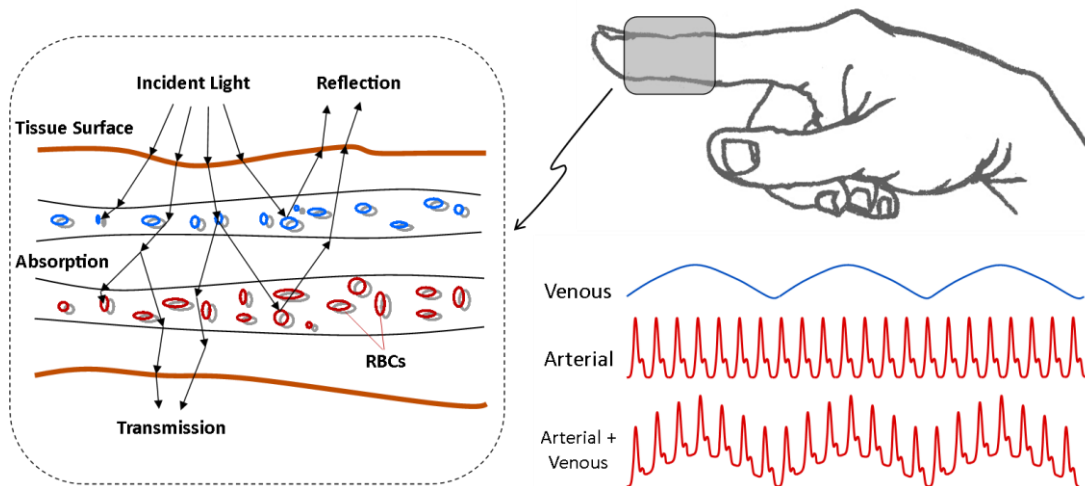 Incident Light
Reflection
Tissue Surface
Absorption
RBCs
Transmission
Venous
Arterial
Arterial +
Venous